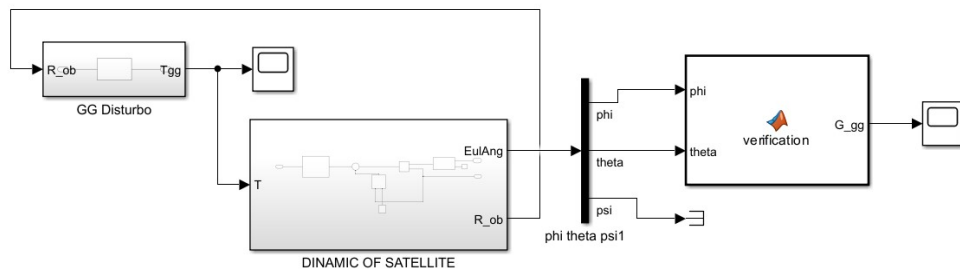 R_ob
Tgg
GG Disturbo
T
EulAng
R_ob
DINAMIC OF SATELLITE
phi
theta
psi
phi theta psi1
phi
theta
verification
G_gg